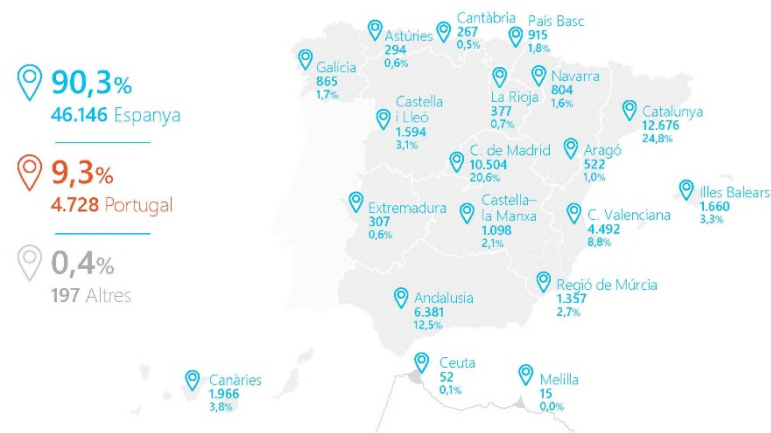 90,3%
46.146 Espanya
9,3%
4.728 Portugal
0,4%
197 Altres
Galícia
865
1,7%
Astúries
294
0,6%
Cantàbria
267
0,5%
País Basc
915
1,8%
Navarra
804
1,6%
La Rioja
377
0,7%
Catalunya
12.676
24,8%
Castella
i Lleó
1.594
3,1%
C. de Madrid
10.504
20,6%
Aragó
522
1,0%
Illes Balears
1.660
3,3%
Extremadura
307
0,6%
Castella–
la Manxa
1.098
2,1%
C. Valenciana
4.492
8,8%
Regió de Múrcia
1.357
2,7%
Andalusia
6.381
12,5%
Canàries
1.966
3,8%
Ceuta
52
0,1%
Melilla
15
0,0%